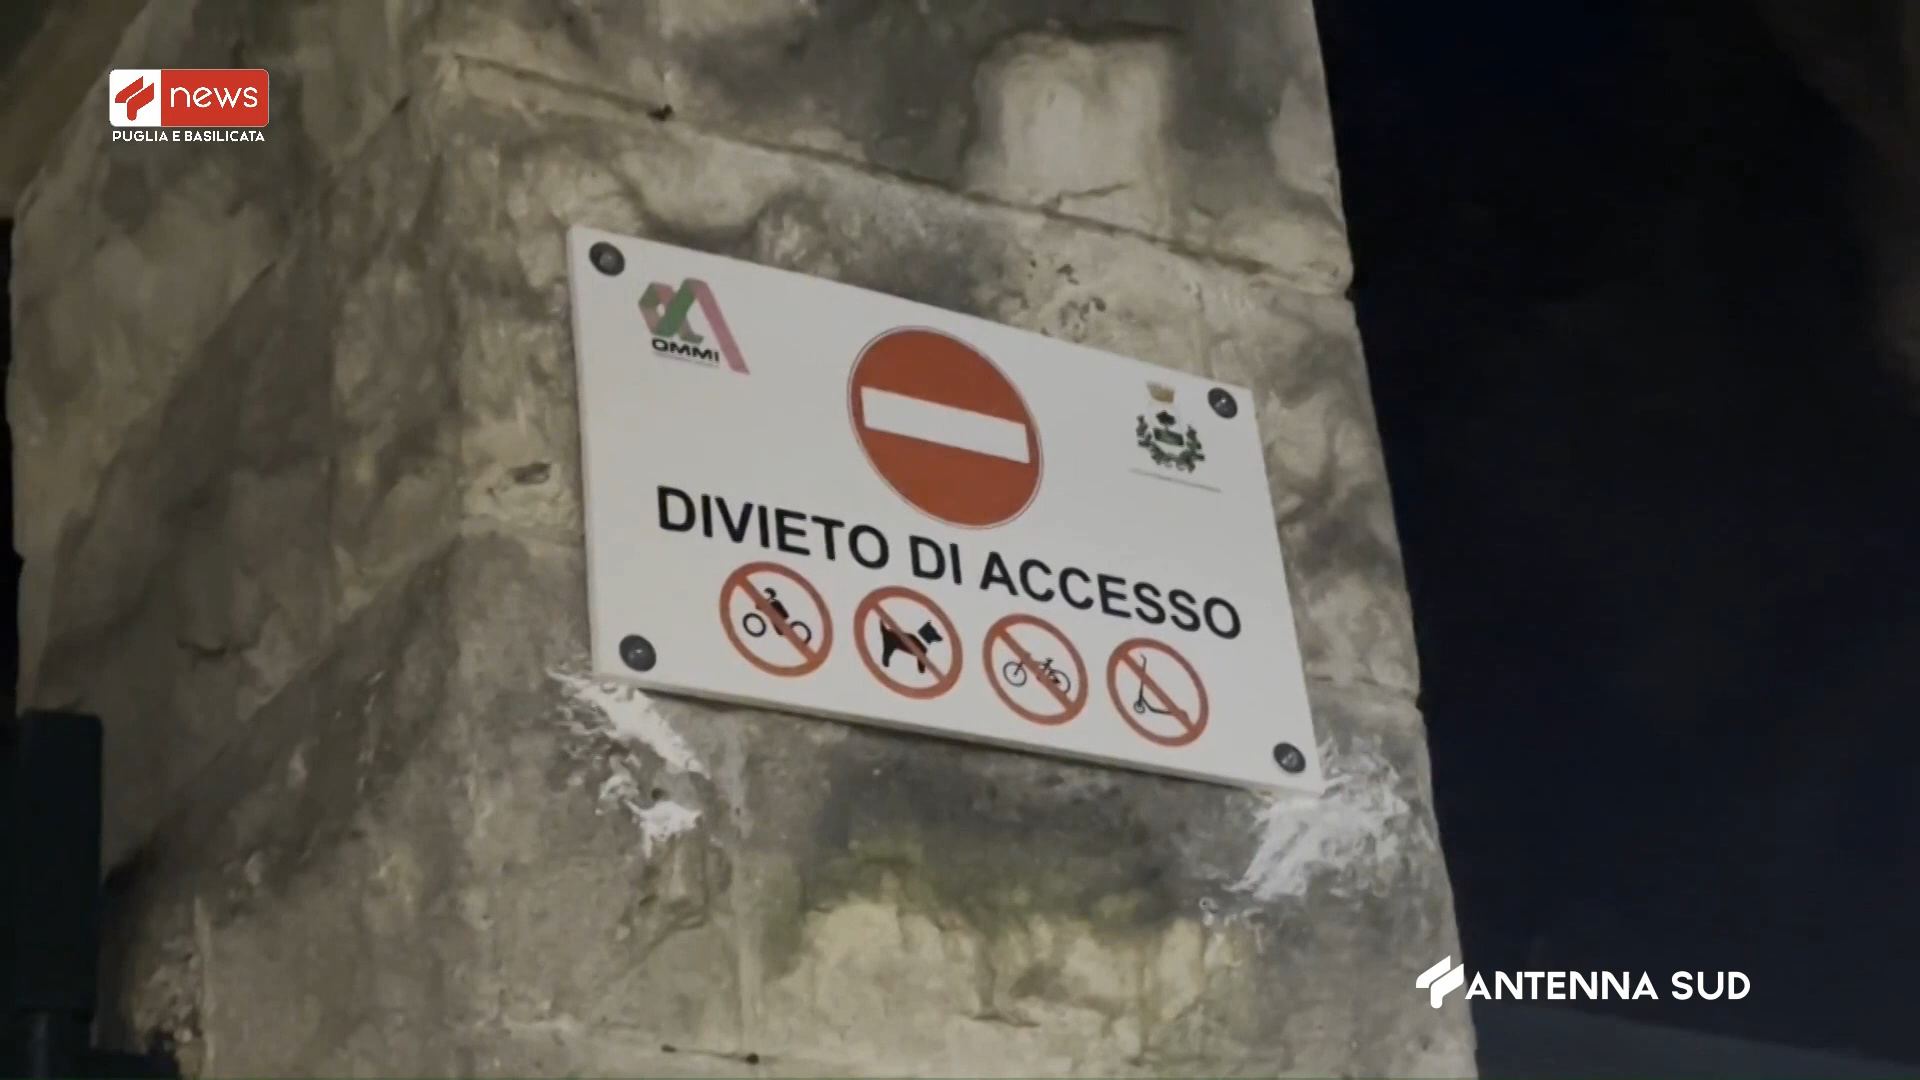 news
PUGLIA E BASILICATA
QMMI
DIVIETO DI ACCESSO
ANTENNA SUD